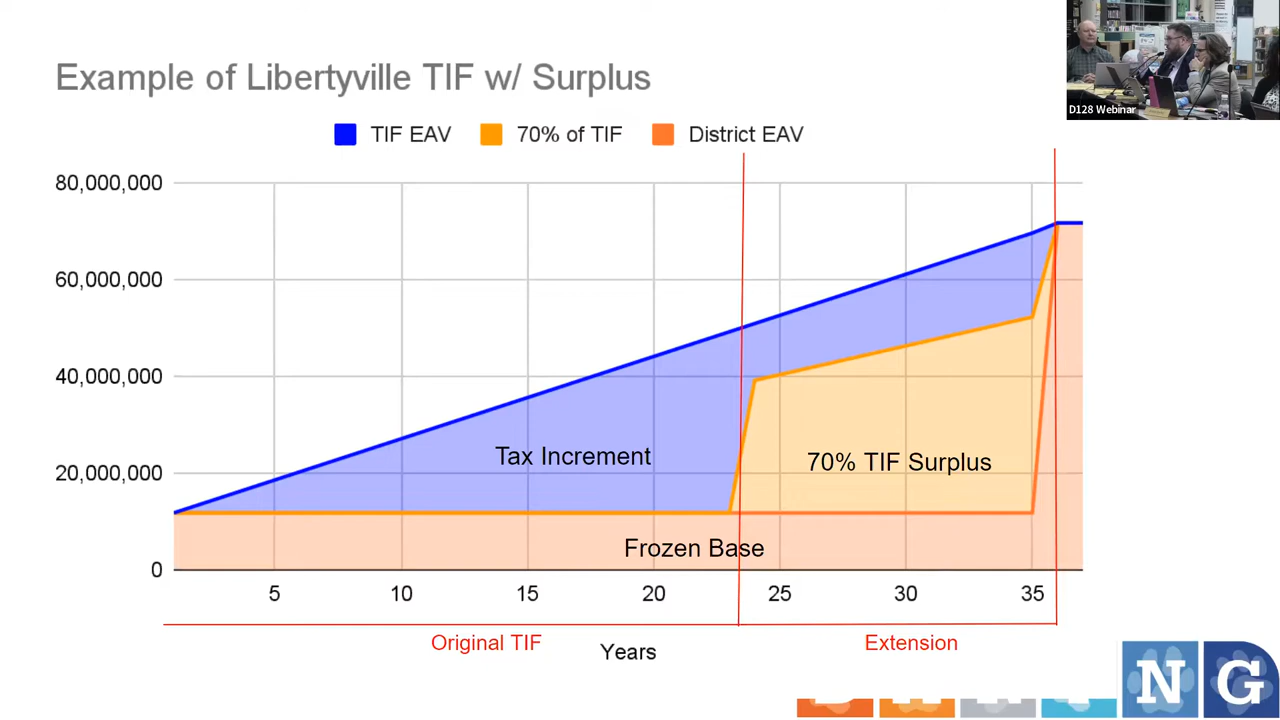 D128 Webinar
Example of Libertyville TIF w/ Surplus
TIF EAV 70% of TIF District EAV
80,000,000
60,000,000
40,000,000
20,000,000
0
Tax Increment
70% TIF Surplus
Frozen Base
5 10 15 20 25 30 35
Original TIF
Extension
Years
N G